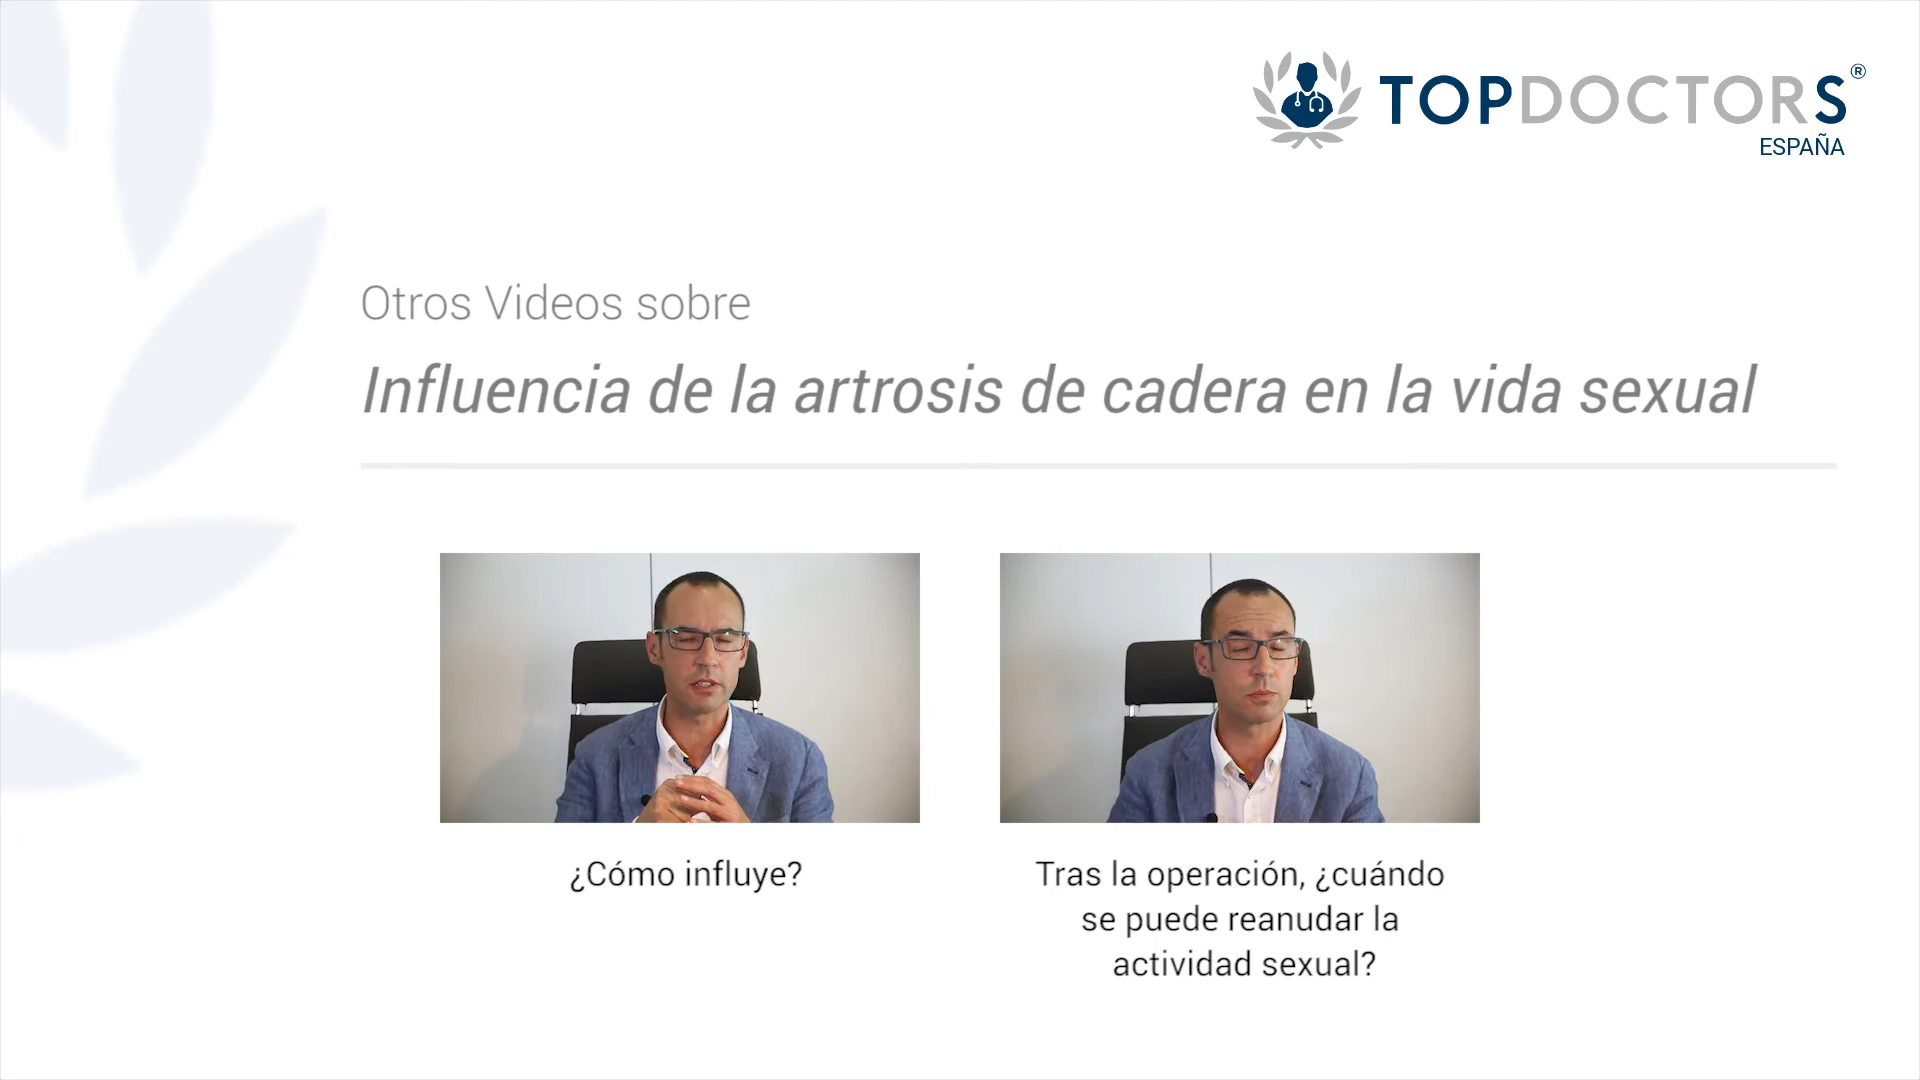 TOPDOCTORS®
ESPAÑA
Otros Videos sobre
Influencia de la artrosis de cadera en la vida sexual
¿Cómo influye?
Tras la operación, ¿cuándo
se puede reanudar la
actividad sexual?